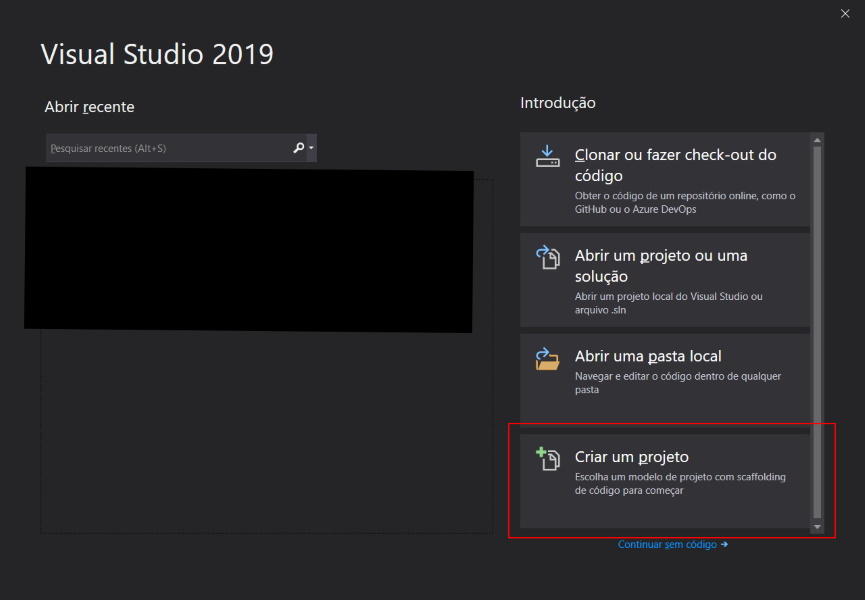 Visual Studio 2019
Abrir recente
Pesquisar recentes (Alt+S)
Introdução
Clonar ou fazer check-out do
código
Obter o código de um repositório online, como o
GitHub ou o Azure DevOps
Abrir um projeto ou uma
solução
Abrir um projeto local do Visual Studio ou
arquivo .sln
Abrir uma pasta local
Navegar e editar o código dentro de qualquer
pasta
Criar um projeto
Escolha um modelo de projeto com scaffolding
de código para começar
Continuar sem código →